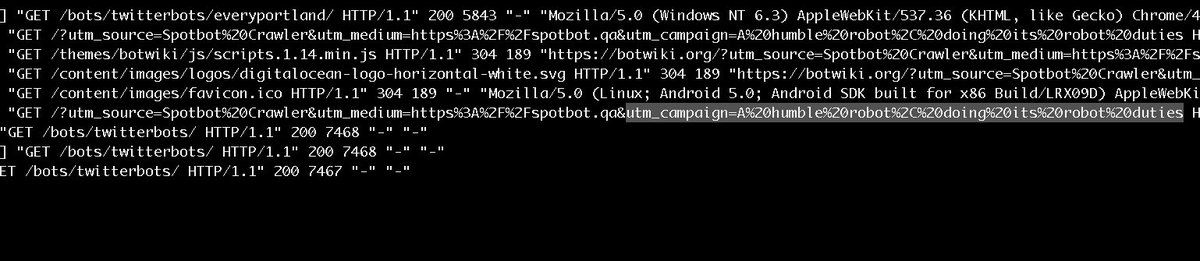 ] "GET /bots/twitterbots/everyportland/ HTTP/1.1" 200 5843 "-" "Mozilla/5.0 (Windows NT 6.3) AppleWebKit/537.36 (KHTML, like Gecko) Chrome/4
"GET /?utm_source=Spotbot%20Crawler&utm_medium=https%3A%2F%2Fspotbot.qa&utm_campaign=A%20humble%20robot%2C%20doing%20its%20robot%20duties H
"GET /themes/botwiki/js/scripts.1.14.min.js HTTP/1.1" 304 189 "https://botwiki.org/?utm_source=Spotbot%20Crawler&utm_medium=https%3A%2F%2Fs
"GET /content/images/logos/digitalocean-logo-horizontal-white.svg HTTP/1.1" 304 189 "https://botwiki.org/?utm_source=Spotbot%20Crawler&utm_
"GET /content/images/favicon.ico HTTP/1.1" 304 189 "-" "Mozilla/5.0 (Linux; Android 5.0; Android SDK built for x86 Build/LRX09D) AppleWebKi
"GET /?utm_source=Spotbot%20Crawler&utm_medium=https%3A%2F%2Fspotbot.qa&utm_campaign=A%20humble%20robot%2C%20doing%20its%20robot%20duties H
"GET /bots/twitterbots/ HTTP/1.1" 200 7468 "-" "-"
] "GET /bots/twitterbots/ HTTP/1.1" 200 7468 "-" "-"
ET /bots/twitterbots/ HTTP/1.1" 200 7467 "-" "-"